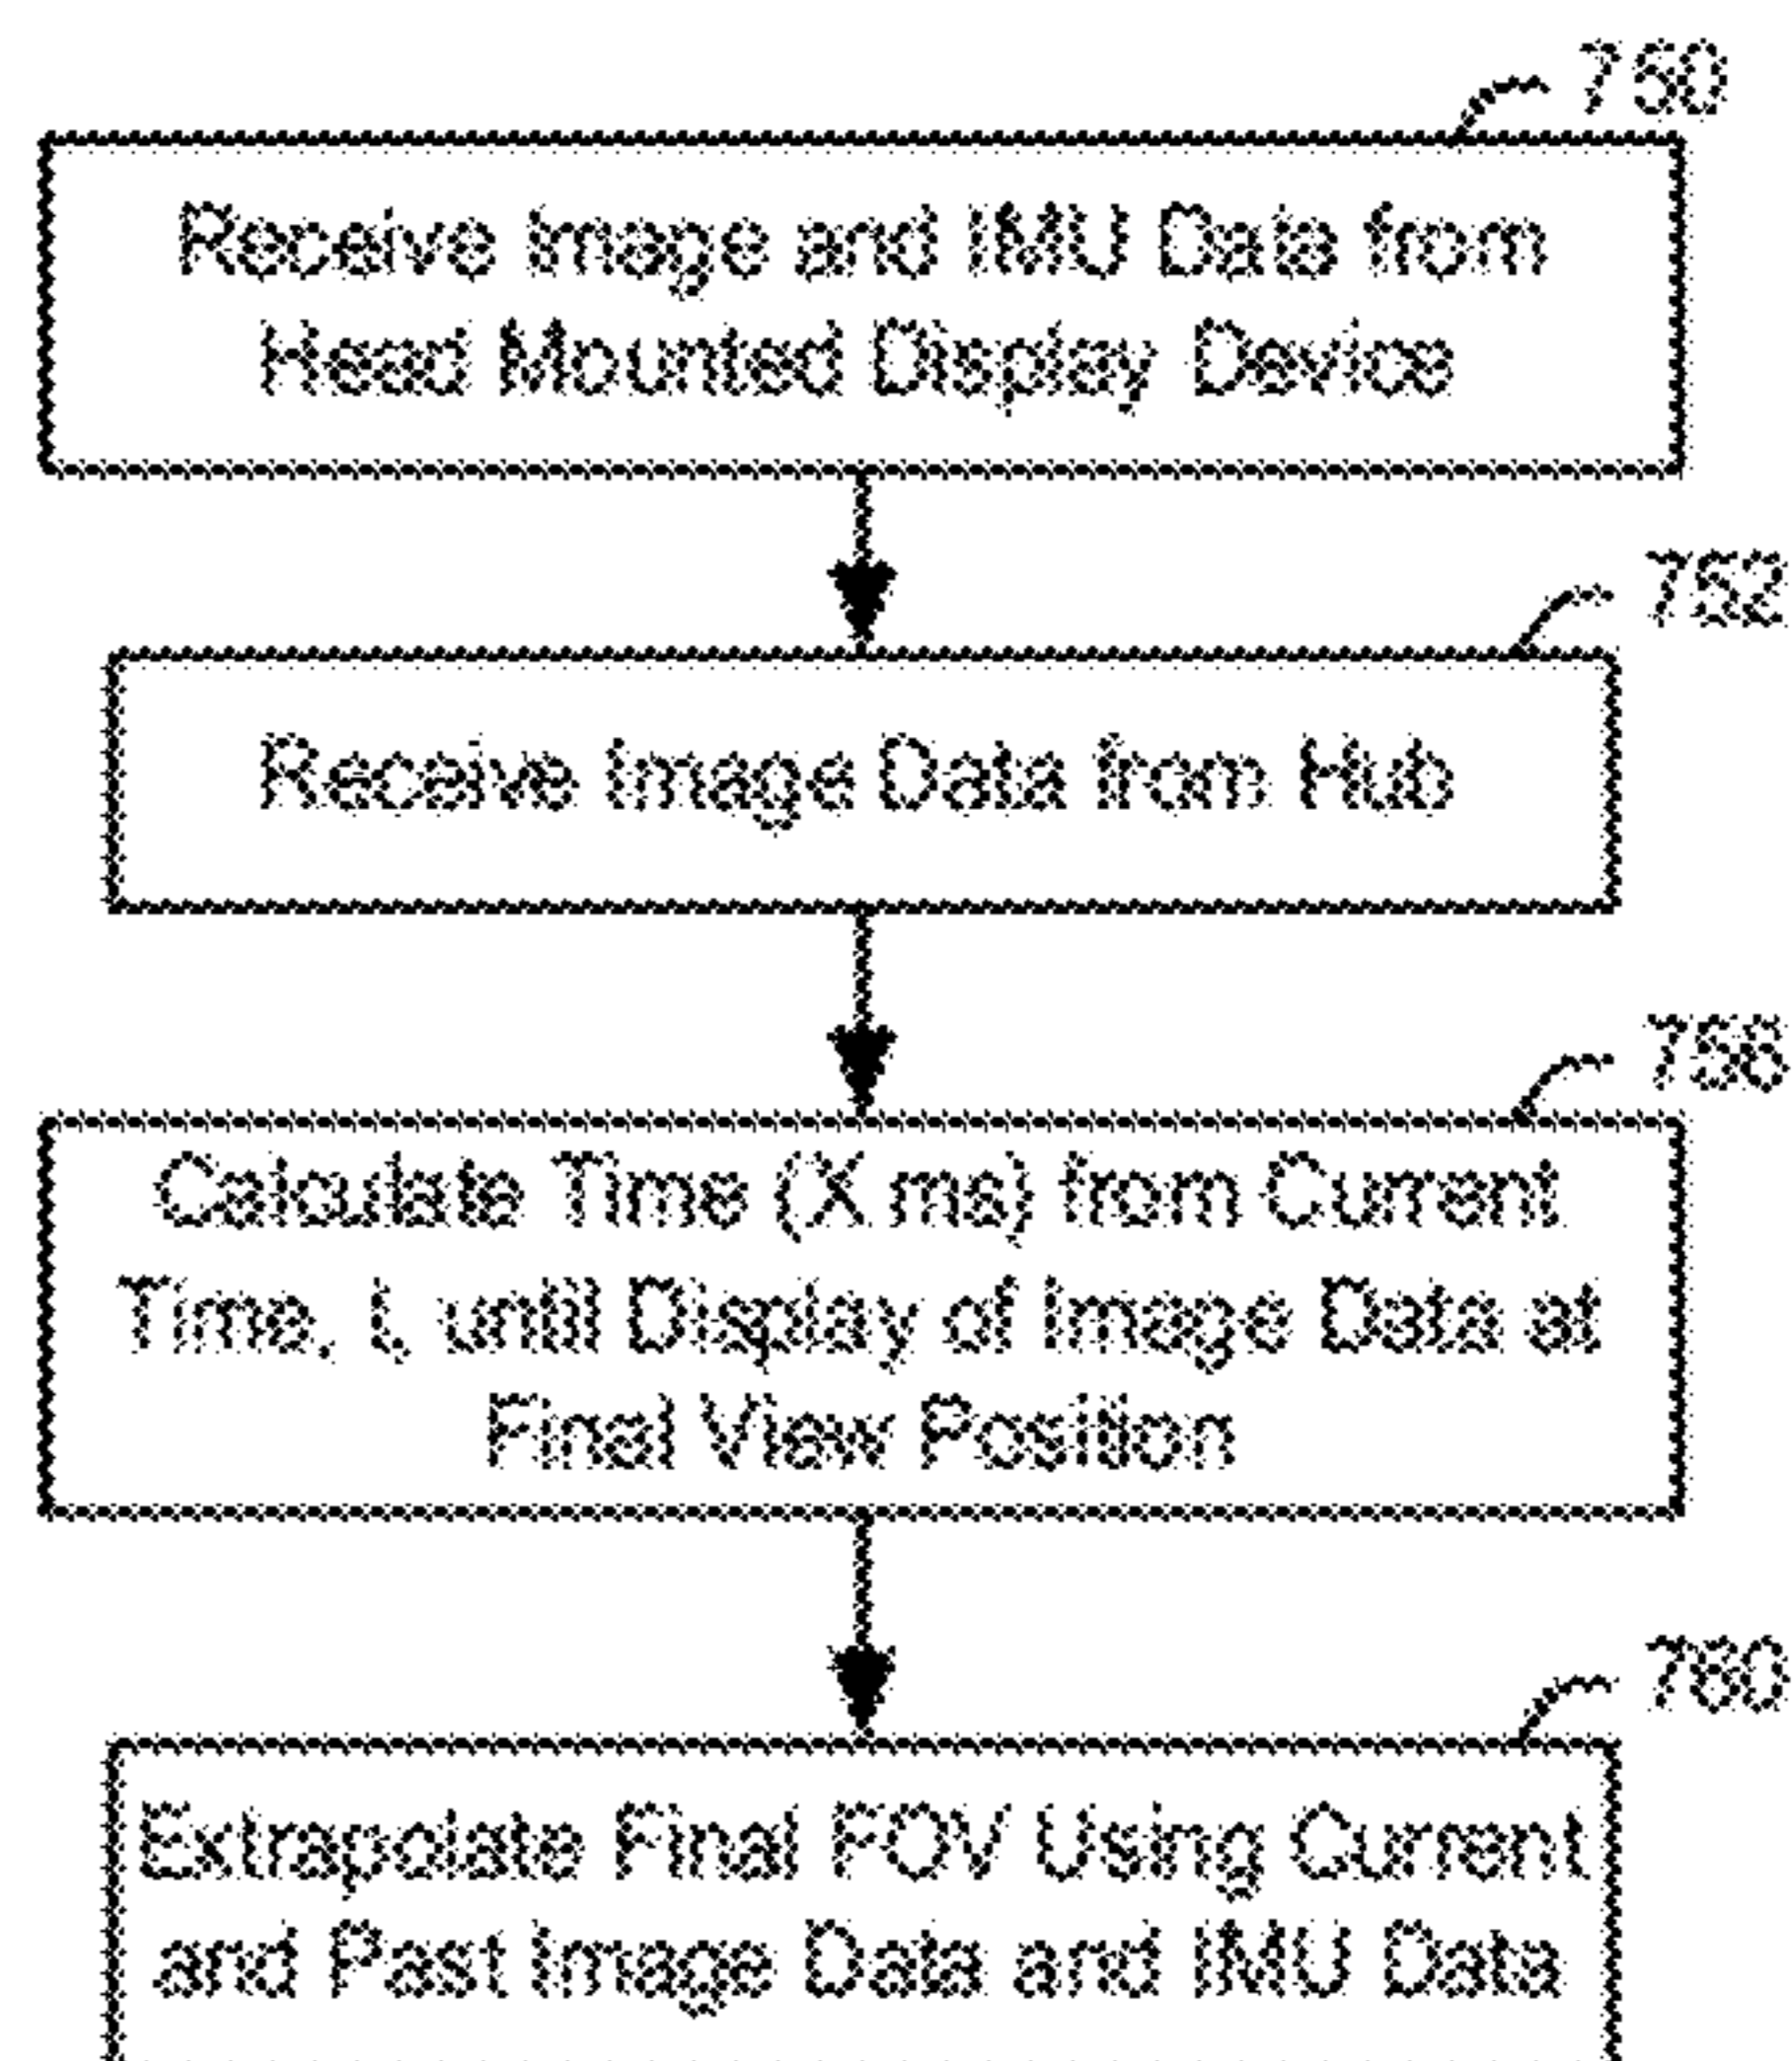 750
Receive Image and IMU Data from
Head Mounted Display Device
752
Receive Image Data from Hub
758
Calculate Time (X ms) from Current
Time, t, until Display of Image Data at
Final View Position
760
Extrapolate Final FOV Using Current
and Past Image Data and IMU Data